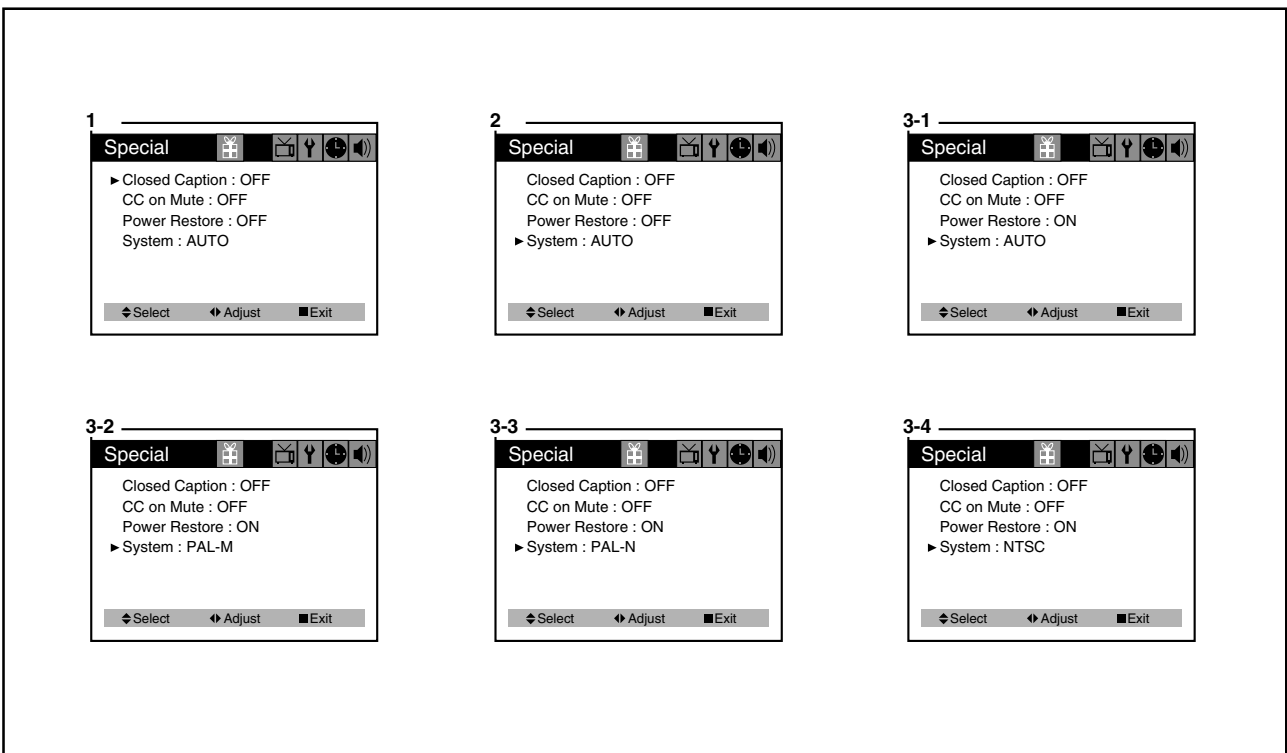 1
Special
Closed Caption : OFF
CC on Mute : OFF
Power Restore : OFF
System : AUTO
Select Adjust Exit
2
Special
Closed Caption : OFF
CC on Mute : OFF
Power Restore : OFF
System : AUTO
Select Adjust Exit
3-1
Special
Closed Caption : OFF
CC on Mute : OFF
Power Restore : ON
System : AUTO
Select Adjust Exit
3-2
Special
Closed Caption : OFF
CC on Mute : OFF
Power Restore : ON
System : PAL-M
Select Adjust Exit
3-3
Special
Closed Caption : OFF
CC on Mute : OFF
Power Restore : ON
System : PAL-N
Select Adjust Exit
3-4
Special
Closed Caption : OFF
CC on Mute : OFF
Power Restore : ON
System : NTSC
Select Adjust Exit